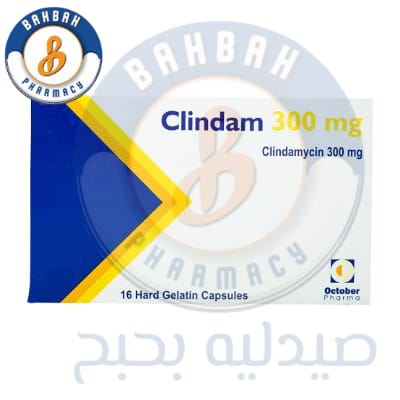 BAHBAH
PHARMACY
BAHBAH
PHARMACY
Clindam 300 mg
Clindamycin 300 mg
16 Hard Gelatin Capsules
October
Pharma
صيدليه بحبح